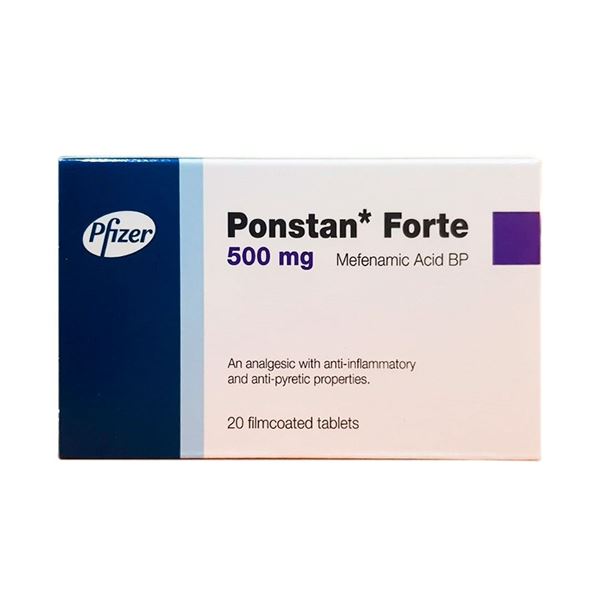 Pfizer
Ponstan* Forte
500 mg Mefenamic Acid BP
An analgesic with anti-inflammatory
and anti-pyretic properties.
20 filmcoated tablets